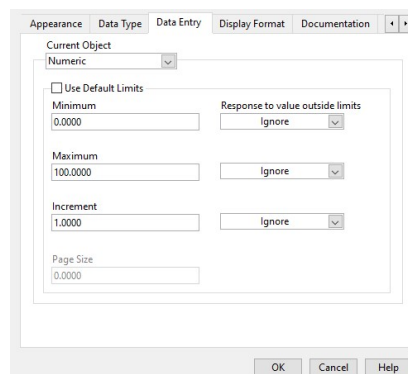 Appearance Data Type Data Entry Display Format Documentation
Current Object
Numeric
Use Default Limits
Minimum Response to value outside limits
0.0000 Ignore
Maximum
100.0000 Ignore
Increment
1.0000 Ignore
Page Size
0.0000
OK Cancel Help